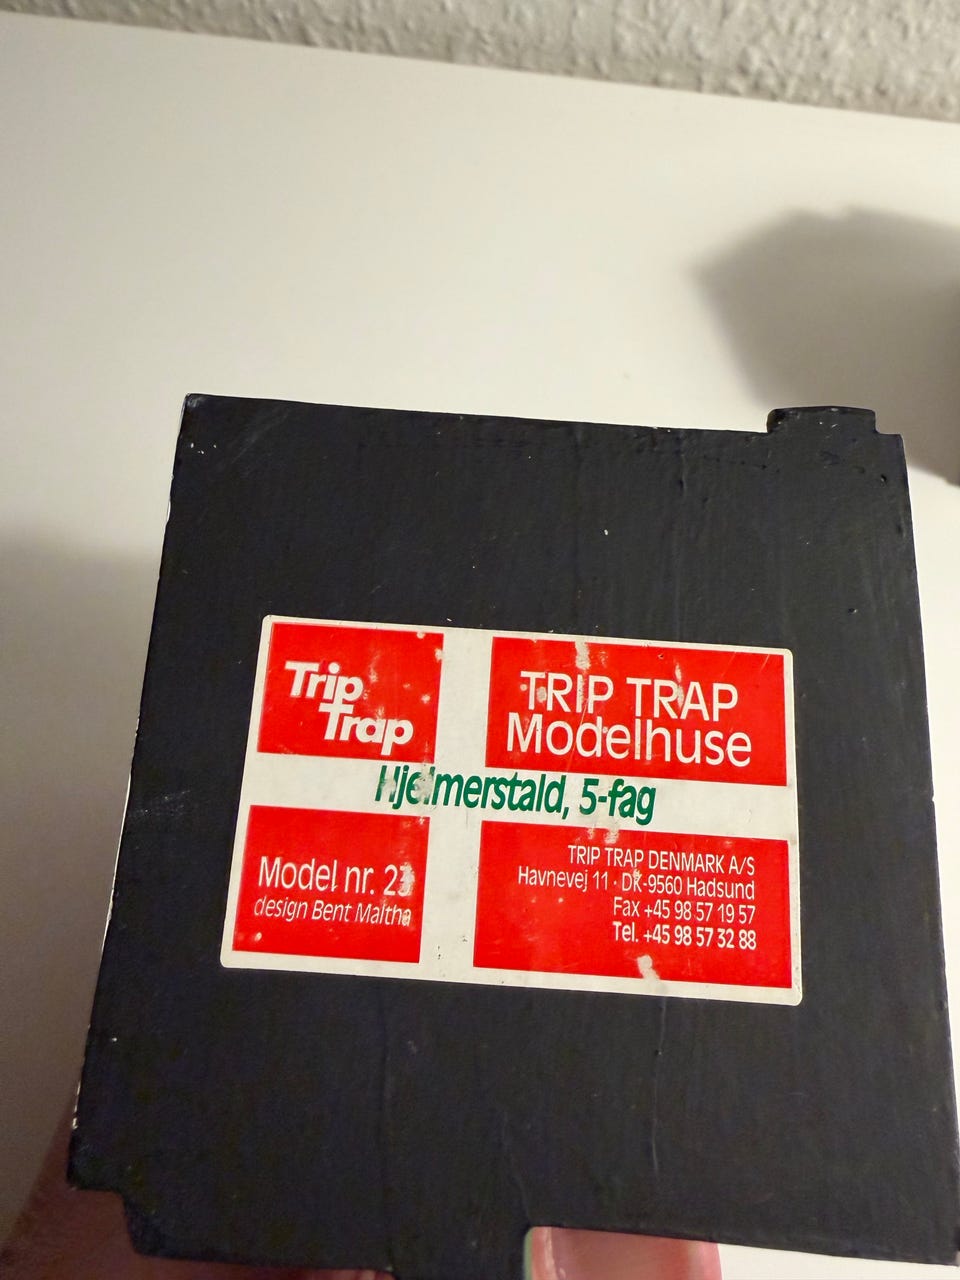 Trip
Trap
TRIP TRAP
Modelhuse
Hjelmerstald, 5-fag
Model nr. 23
design Bent Maltha
TRIP TRAP DENMARK A/S
Havnevej 11 · DK-9560 Hadsund
Fax +45 98 57 19 57
Tel. +45 98 57 32 88